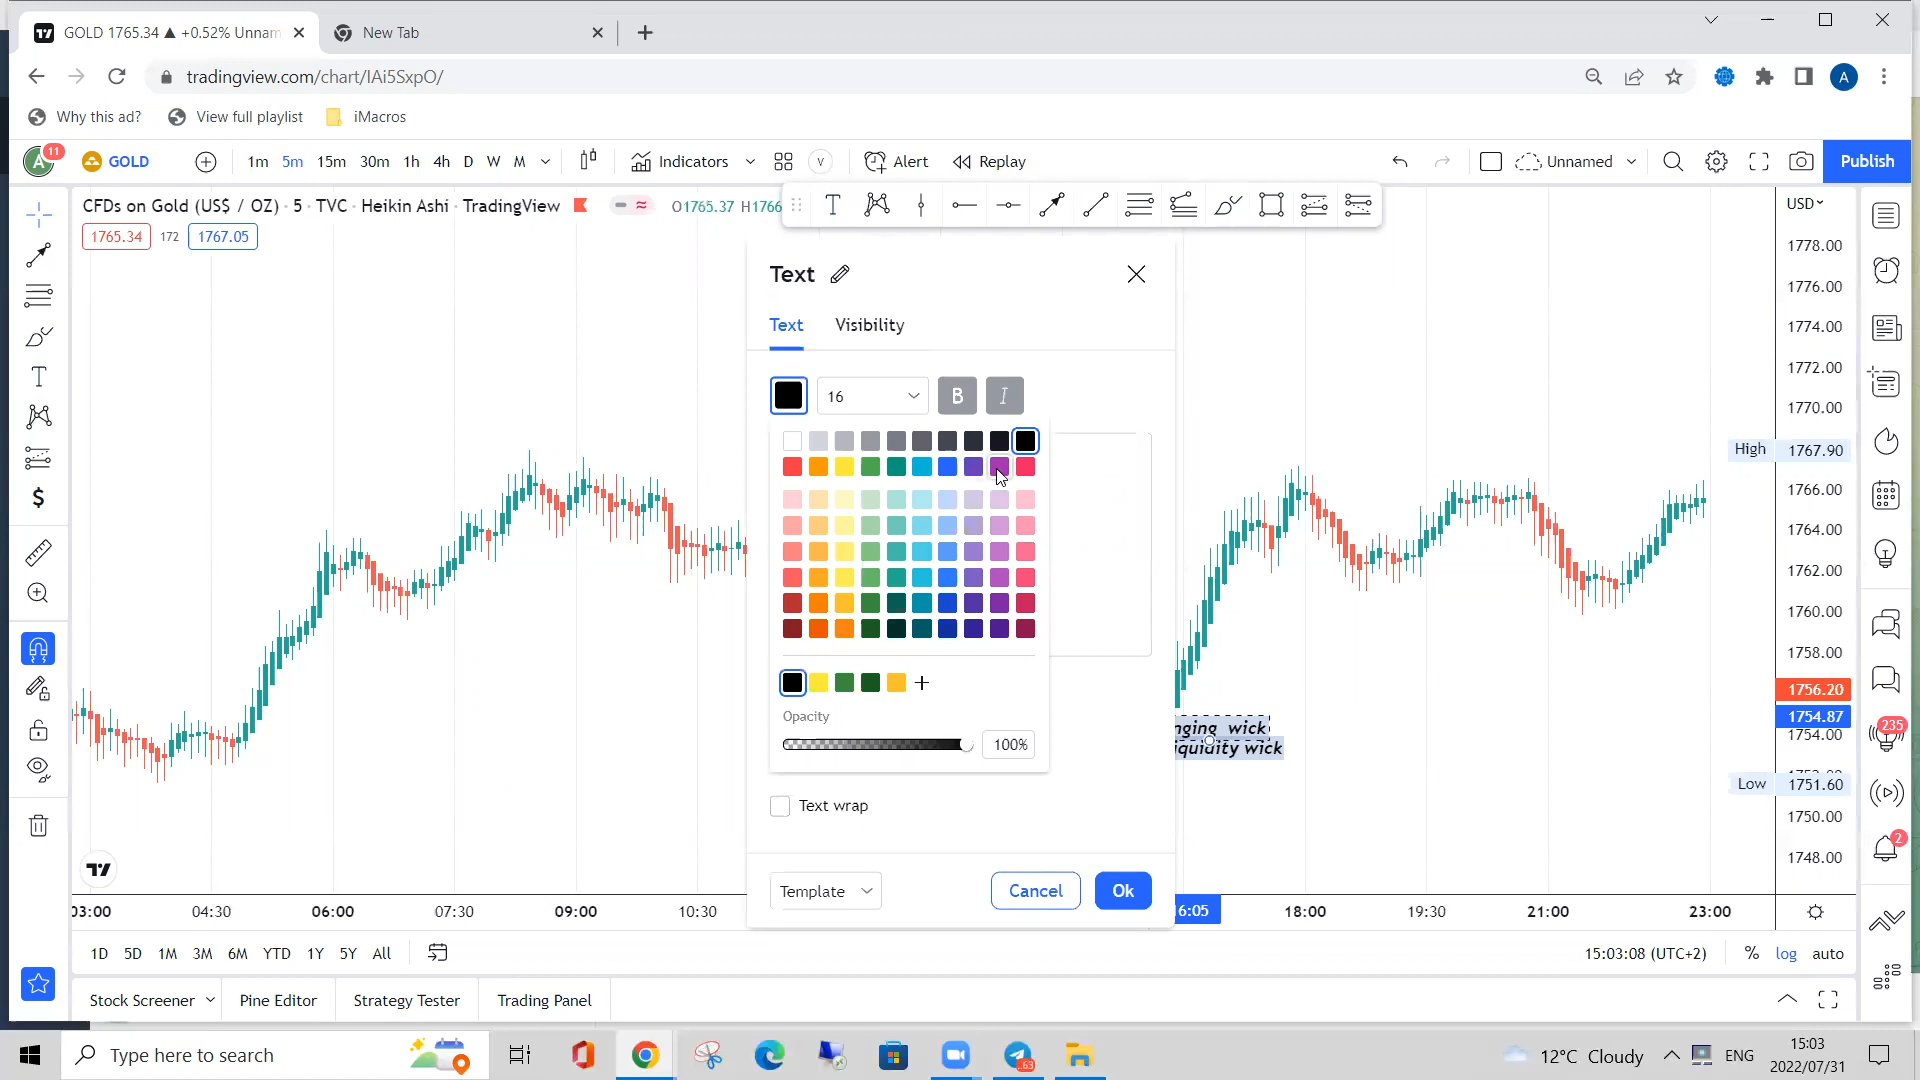 GOLD 1765.34 ▲ +0.52% Unnam
New Tab
tradingview.com/chart/IAi5SxpO/
A
Why this ad?
View full playlist
iMacros
A
11
GOLD
1m 5m 15m 30m 1h 4h D W M
Indicators
V
Alert
Replay
Unnamed
Publish
CFDs on Gold (US$ / OZ) · 5 · TVC · Heikin Ashi · TradingView
O1765.37 H1766
1765.34 172 1767.05
USD
1778.00
1776.00
1774.00
1772.00
1770.00
High 1767.90
1766.00
1764.00
1762.00
1760.00
1758.00
1756.20
1754.87
1754.00
Low 1751.60
1750.00
1748.00
Text
Text Visibility
16
B
I
Opacity
100%
Text wrap
Template
Cancel
Ok
nging wick
iquidity wick
235
2
03:00 04:30 06:00 07:30 09:00 10:30 6:05 18:00 19:30 21:00 23:00
1D 5D 1M 3M 6M YTD 1Y 5Y All
15:03:08 (UTC+2)
% log auto
Stock Screener
Pine Editor
Strategy Tester
Trading Panel
Type here to search
63
12°C Cloudy
ENG
15:03
2022/07/31